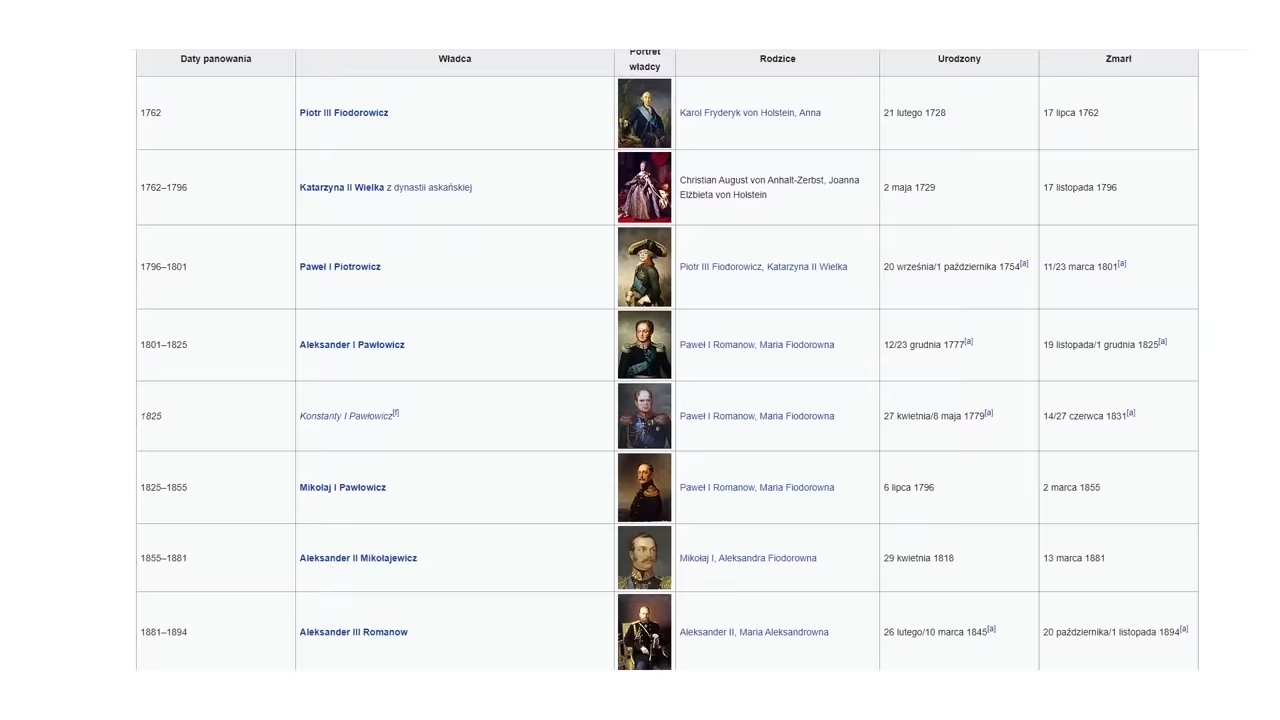 Daty panowania Władca Portret władcy Rodzice Urodzony Zmarł
1762 Piotr III Fiodorowicz Karol Fryderyk von Holstein, Anna 21 lutego 1728 17 lipca 1762
1762–1796 Katarzyna II Wielka z dynastii askańskiej Christian August von Anhalt-Zerbst, Joanna Elżbieta von Holstein 2 maja 1729 17 listopada 1796
1796–1801 Paweł I Piotrowicz Piotr III Fiodorowicz, Katarzyna II Wielka 20 września/1 października 1754[a] 11/23 marca 1801[a]
1801–1825 Aleksander I Pawłowicz Paweł I Romanow, Maria Fiodorowna 12/23 grudnia 1777[a] 19 listopada/1 grudnia 1825[a]
1825 Konstanty I Pawłowicz[f] Paweł I Romanow, Maria Fiodorowna 27 kwietnia/8 maja 1779[a] 14/27 czerwca 1831[a]
1825–1855 Mikołaj I Pawłowicz Paweł I Romanow, Maria Fiodorowna 6 lipca 1796 2 marca 1855
1855–1881 Aleksander II Mikołajewicz Mikołaj I, Aleksandra Fiodorowna 29 kwietnia 1818 13 marca 1881
1881–1894 Aleksander III Romanow Aleksander II, Maria Aleksandrowna 26 lutego/10 marca 1845[a] 20 października/1 listopada 1894[a]